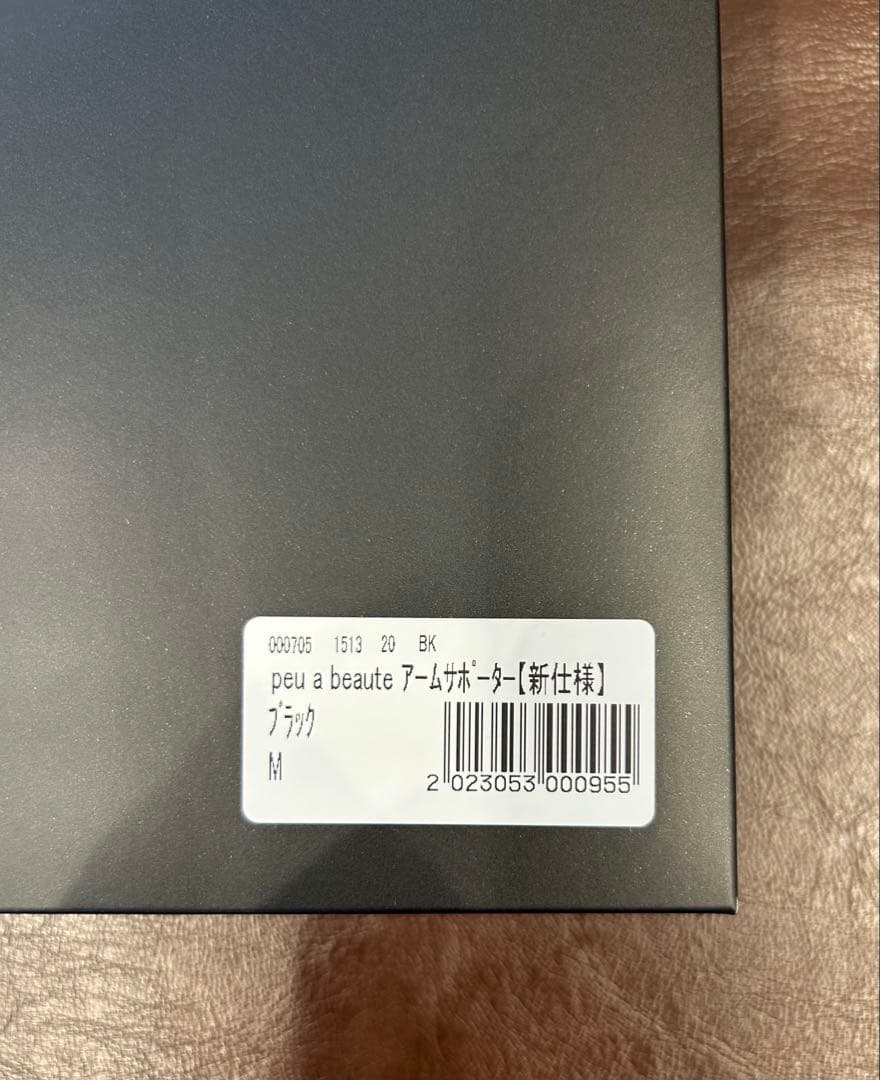 000705 1513 20 BK
peu a beaute アームサポーター【新仕様】
ブラック
M
2 023053 000955